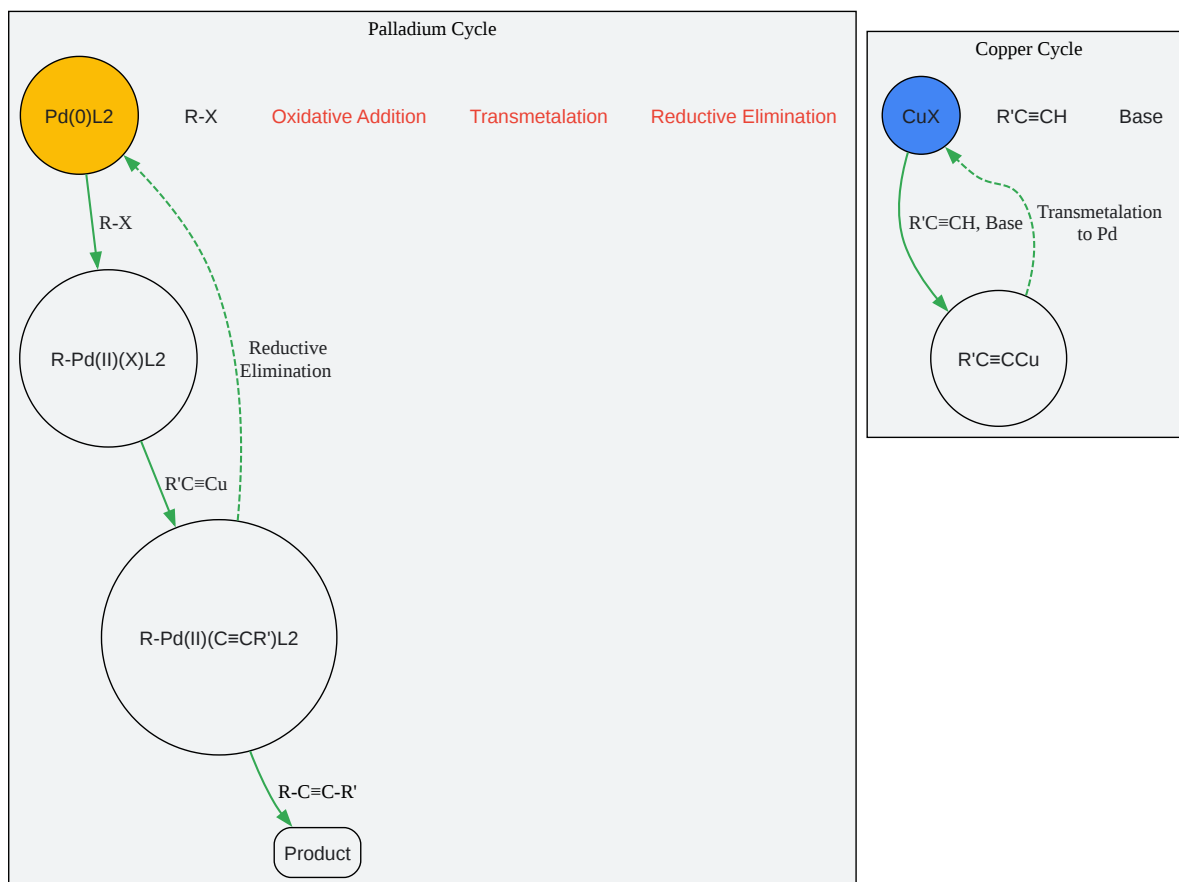 Palladium Cycle
Pd(0)L2
R-X
Oxidative Addition
Transmetalation
Reductive Elimination
R-X
R-Pd(II)(X)L2
Reductive
Elimination
R'C≡Cu
R-Pd(II)(C≡CR')L2
R-C≡C-R'
Product
Copper Cycle
CuX
R'C≡CH
Base
R'C≡CH, Base
Transmetalation
to Pd
R'C≡CCu